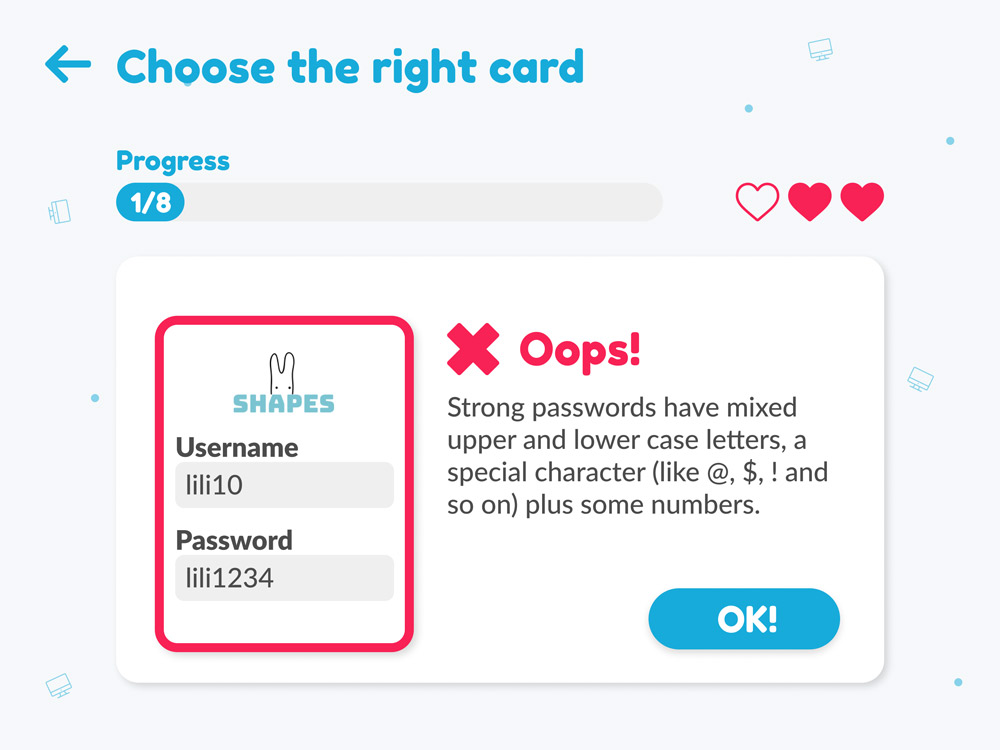 Choose the right card
Progress
1/8
SHAPES
Username
lili10
Password
lili1234
Oops!
Strong passwords have mixed
upper and lower case letters, a
special character (like @, $, ! and
so on) plus some numbers.
OK!